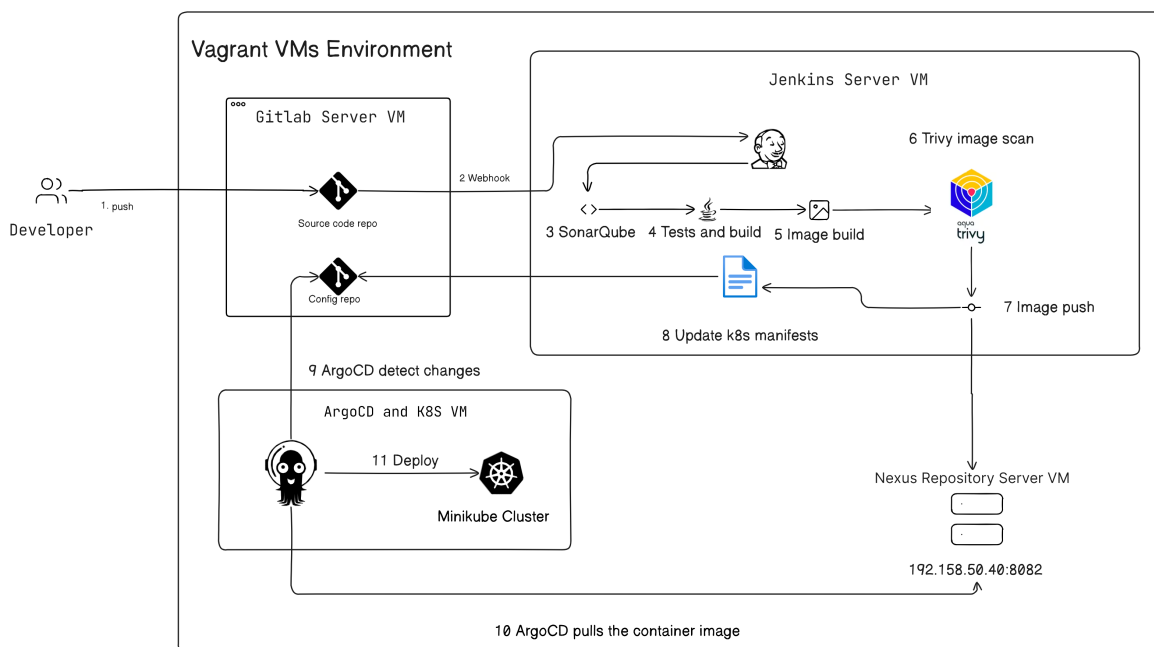 Vagrant VMs Environment
Jenkins Server VM
Gitlab Server VM
6 Trivy image scan
2 Webhook
1. push
Developer
Source code repo
3 SonarQube
4 Tests and build
5 Image build
aqua
trivy
Config repo
7 Image push
8 Update k8s manifests
9 ArgoCD detect changes
ArgoCD and K8S VM
11 Deploy
Minikube Cluster
Nexus Repository Server VM
192.158.50.40:8082
10 ArgoCD pulls the container image